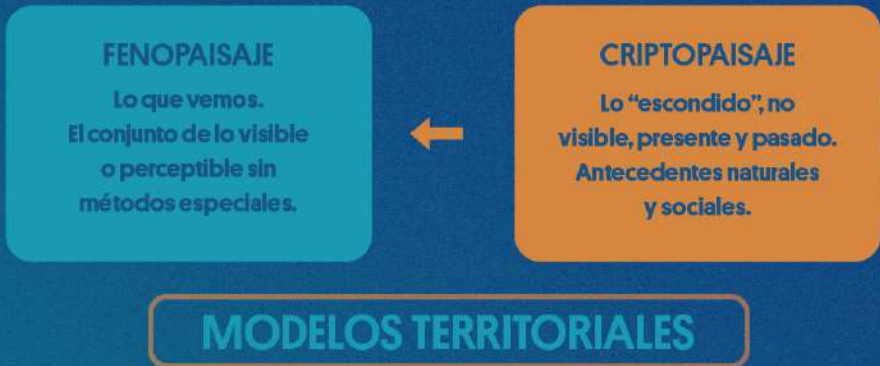 FENOPAISAJE
Lo que vemos.
El conjunto de lo visible
o perceptible sin
métodos especiales.
CRIPTOPAISAJE
Lo “escondido”, no
visible, presente y pasado.
Antecedentes naturales
y sociales.
MODELOS TERRITORIALES